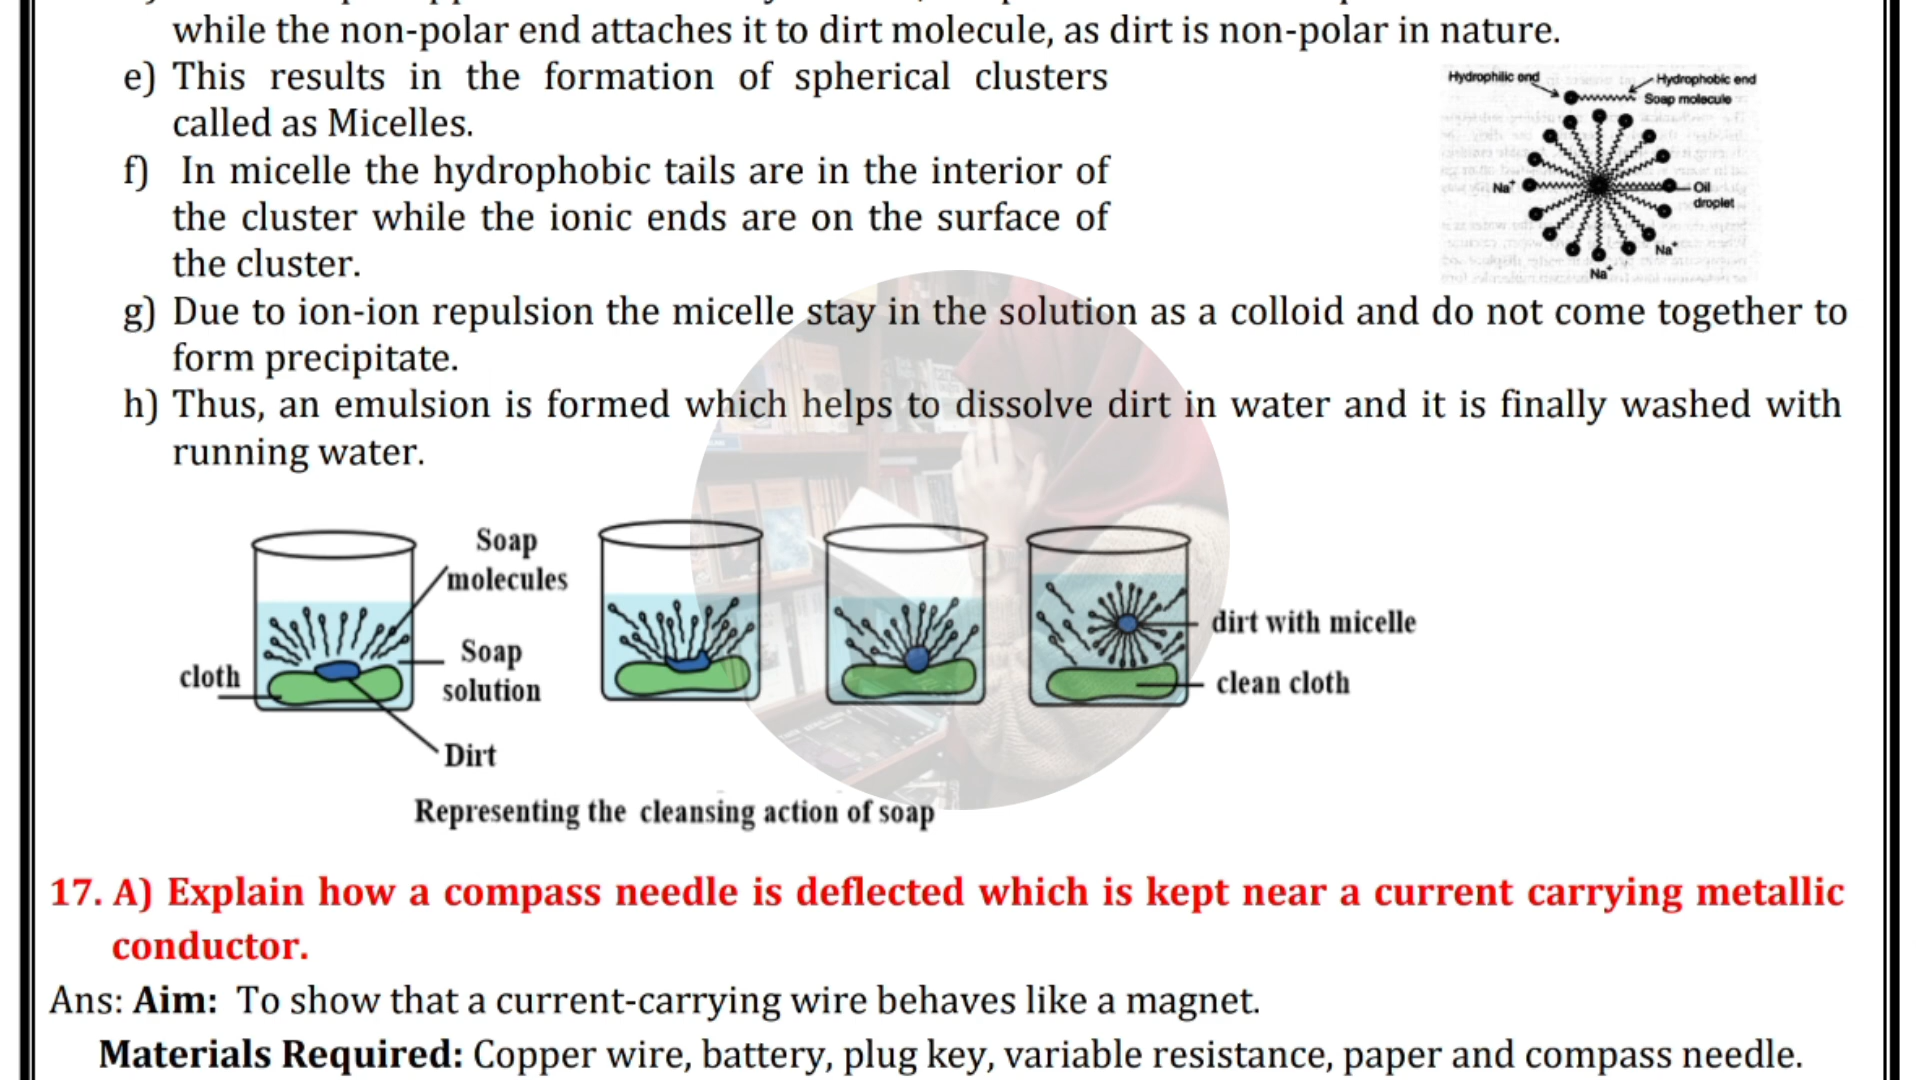 while the non-polar end attaches it to dirt molecule, as dirt is non-polar in nature.
e) This results in the formation of spherical clusters
called as Micelles.
f) In micelle the hydrophobic tails are in the interior of
the cluster while the ionic ends are on the surface of
the cluster.
Hydrophilic end
Hydrophobic end
Soap molecule
Na+
Oil
droplet
Na+
Na+
g) Due to ion-ion repulsion the micelle stay in the solution as a colloid and do not come together to
form precipitate.
h) Thus, an emulsion is formed which helps to dissolve dirt in water and it is finally washed with
running water.
Soap
molecules
Soap
solution
cloth
Dirt
dirt with micelle
clean cloth
Representing the cleansing action of soap
17. A) Explain how a compass needle is deflected which is kept near a current carrying metallic
conductor.
Ans: Aim: To show that a current-carrying wire behaves like a magnet.
Materials Required: Copper wire, battery, plug key, variable resistance, paper and compass needle.